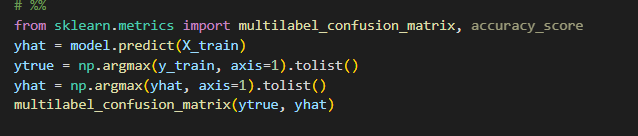 # %%
from sklearn.metrics import multilabel_confusion_matrix, accuracy_score
yhat = model.predict(X_train)
ytrue = np.argmax(y_train, axis=1).tolist()
yhat = np.argmax(yhat, axis=1).tolist()
multilabel_confusion_matrix(ytrue, yhat)